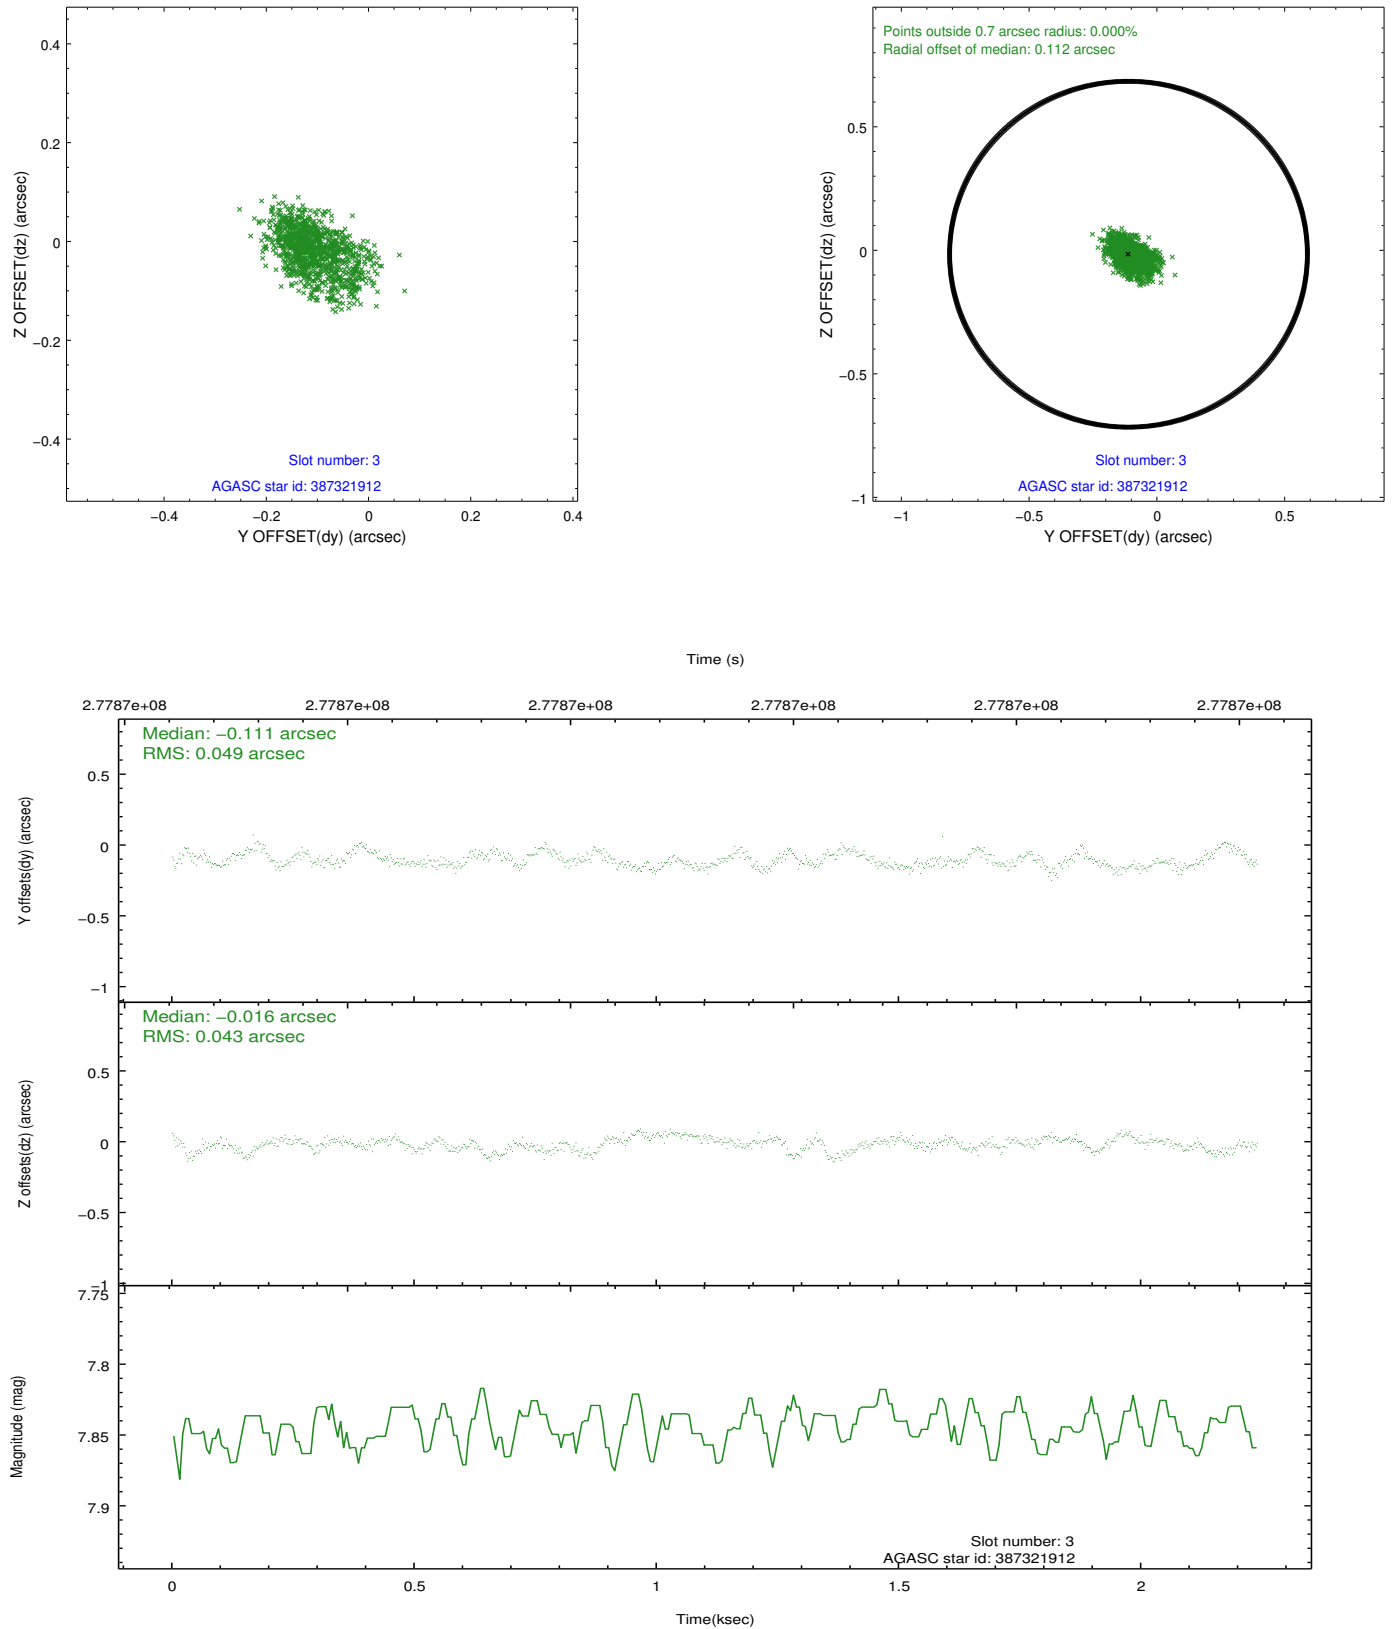 0.4
0.2
0
−0.2
−0.4
Z OFFSET(dz) (arcsec)
Slot number: 3
AGASC star id: 387321912
−0.4 −0.2 0 0.2 0.4
Y OFFSET(dy) (arcsec)
Points outside 0.7 arcsec radius: 0.000%
Radial offset of median: 0.112 arcsec
0.5
0
−0.5
−1
Z OFFSET(dz) (arcsec)
Slot number: 3
AGASC star id: 387321912
−1 −0.5 0 0.5
Y OFFSET(dy) (arcsec)
Time (s)
2.7787e+08 2.7787e+08 2.7787e+08 2.7787e+08 2.7787e+08 2.7787e+08
Median: −0.111 arcsec
RMS: 0.049 arcsec
0.5
0
−0.5
−1
Y offsets(dy) (arcsec)
Median: −0.016 arcsec
RMS: 0.043 arcsec
0.5
0
−0.5
−1
Z offsets(dz) (arcsec)
7.75
7.8
7.85
7.9
Magnitude (mag)
Slot number: 3
AGASC star id: 387321912
0 0.5 1 1.5 2
Time(ksec)